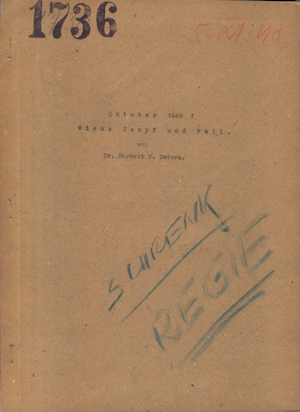 1736
Oktober 1848 !
Wiens Kampf und Fall.
von
Dr. Herbert W. Peters.
SCHRENK
REGIE